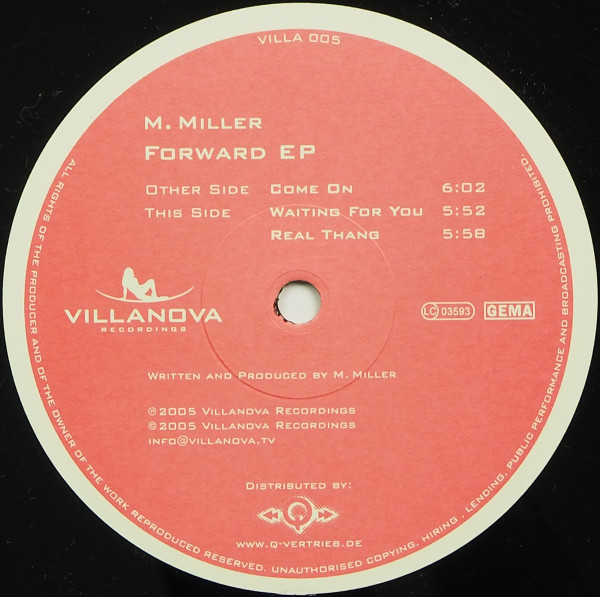 VILLA 005
M. MILLER
FORWARD EP
OTHER SIDE COME ON 6:02
THIS SIDE WAITING FOR YOU 5:52
REAL THANG 5:58
VILLANOVA
RECORDINGS
LC 03593 GEMA
WRITTEN AND PRODUCED BY M. MILLER
℗2005 VILLANOVA RECORDINGS
©2005 VILLANOVA RECORDINGS
INFO@VILLANOVA.TV
DISTRIBUTED BY:
Q
WWW.Q-VERTRIEB.DE
ALL RIGHTS OF THE PRODUCER AND OF THE OWNER OF THE WORK REPRODUCED RESERVED. UNAUTHORISED COPYING, HIRING, LENDING, PUBLIC PERFORMANCE AND BROADCASTING PROHIBITED.